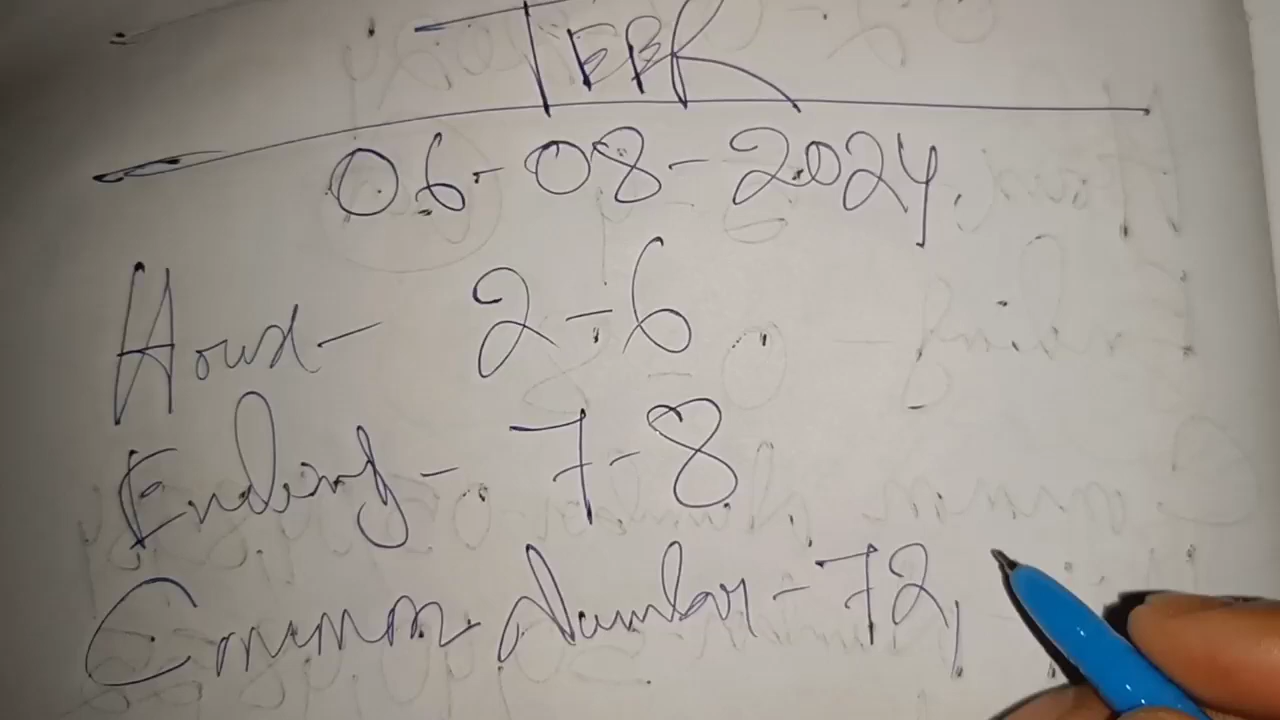 TEER
06-08-2024
House - 2-6
Ending - 7-8
Common Number - 72,